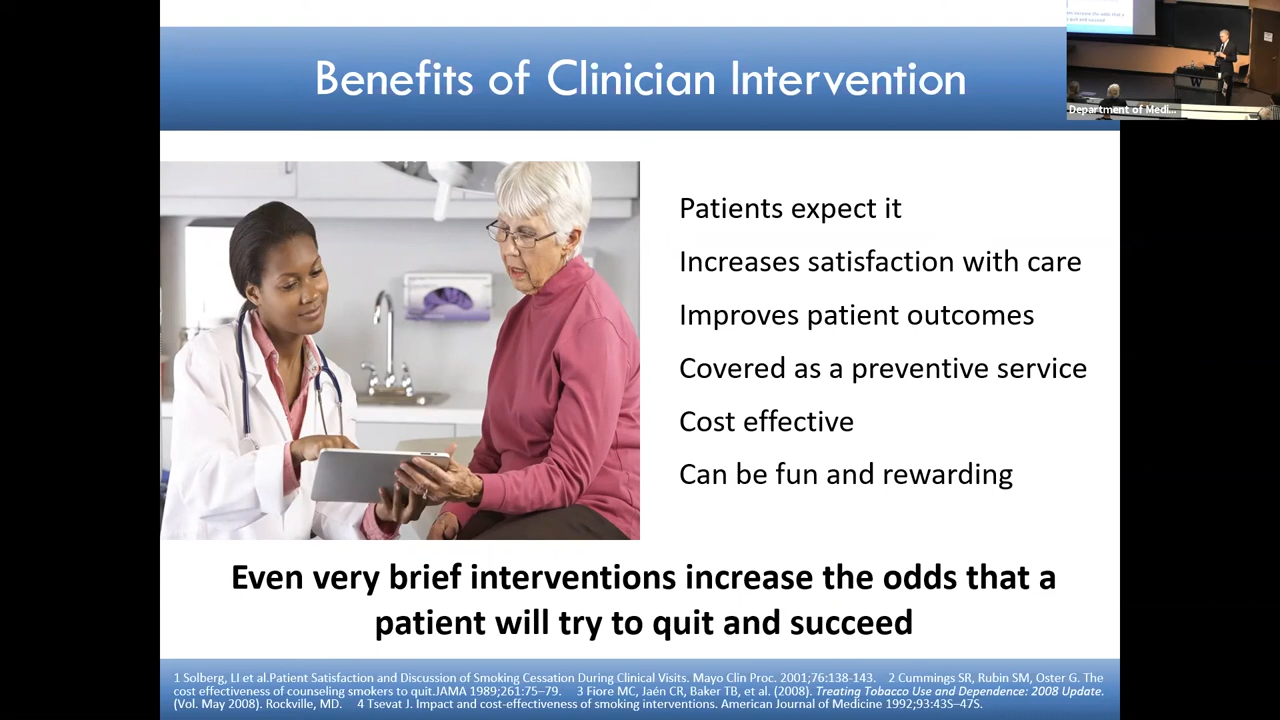 Benefits of Clinician Intervention
Department of Medi...
W
Patients expect it
Increases satisfaction with care
Improves patient outcomes
Covered as a preventive service
Cost effective
Can be fun and rewarding
Even very brief interventions increase the odds that a
patient will try to quit and succeed
1 Solberg, LI et al.Patient Satisfaction and Discussion of Smoking Cessation During Clinical Visits. Mayo Clin Proc. 2001;76:138-143. 2 Cummings SR, Rubin SM, Oster G. The
cost effectiveness of counseling smokers to quit.JAMA 1989;261:75–79. 3 Fiore MC, Jaén CR, Baker TB, et al. (2008). Treating Tobacco Use and Dependence: 2008 Update.
(Vol. May 2008). Rockville, MD. 4 Tsevat J. Impact and cost-effectiveness of smoking interventions. American Journal of Medicine 1992;93:43S–47S.